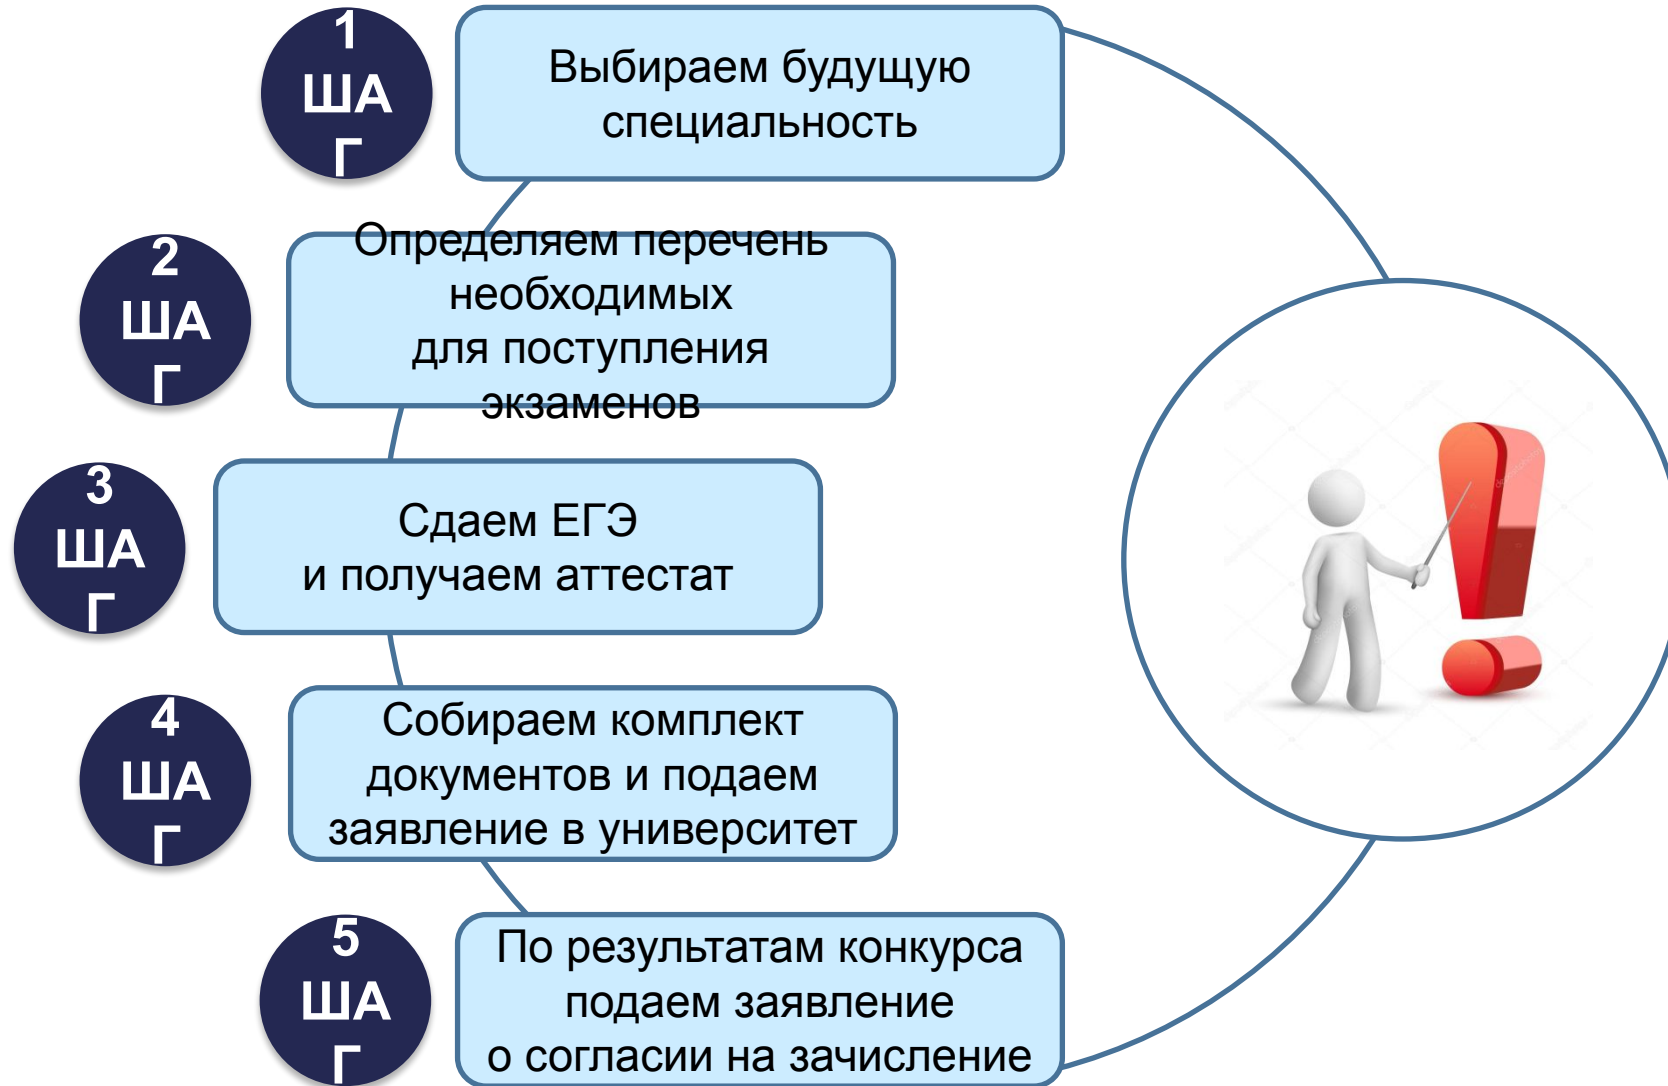 1
ША
Г
Выбираем будущую
специальность
2
ША
Г
Определяем перечень
необходимых
для поступления
экзаменов
3
ША
Г
Сдаем ЕГЭ
и получаем аттестат
4
ША
Г
Собираем комплект
документов и подаем
заявление в университет
5
ША
Г
По результатам конкурса
подаем заявление
о согласии на зачисление